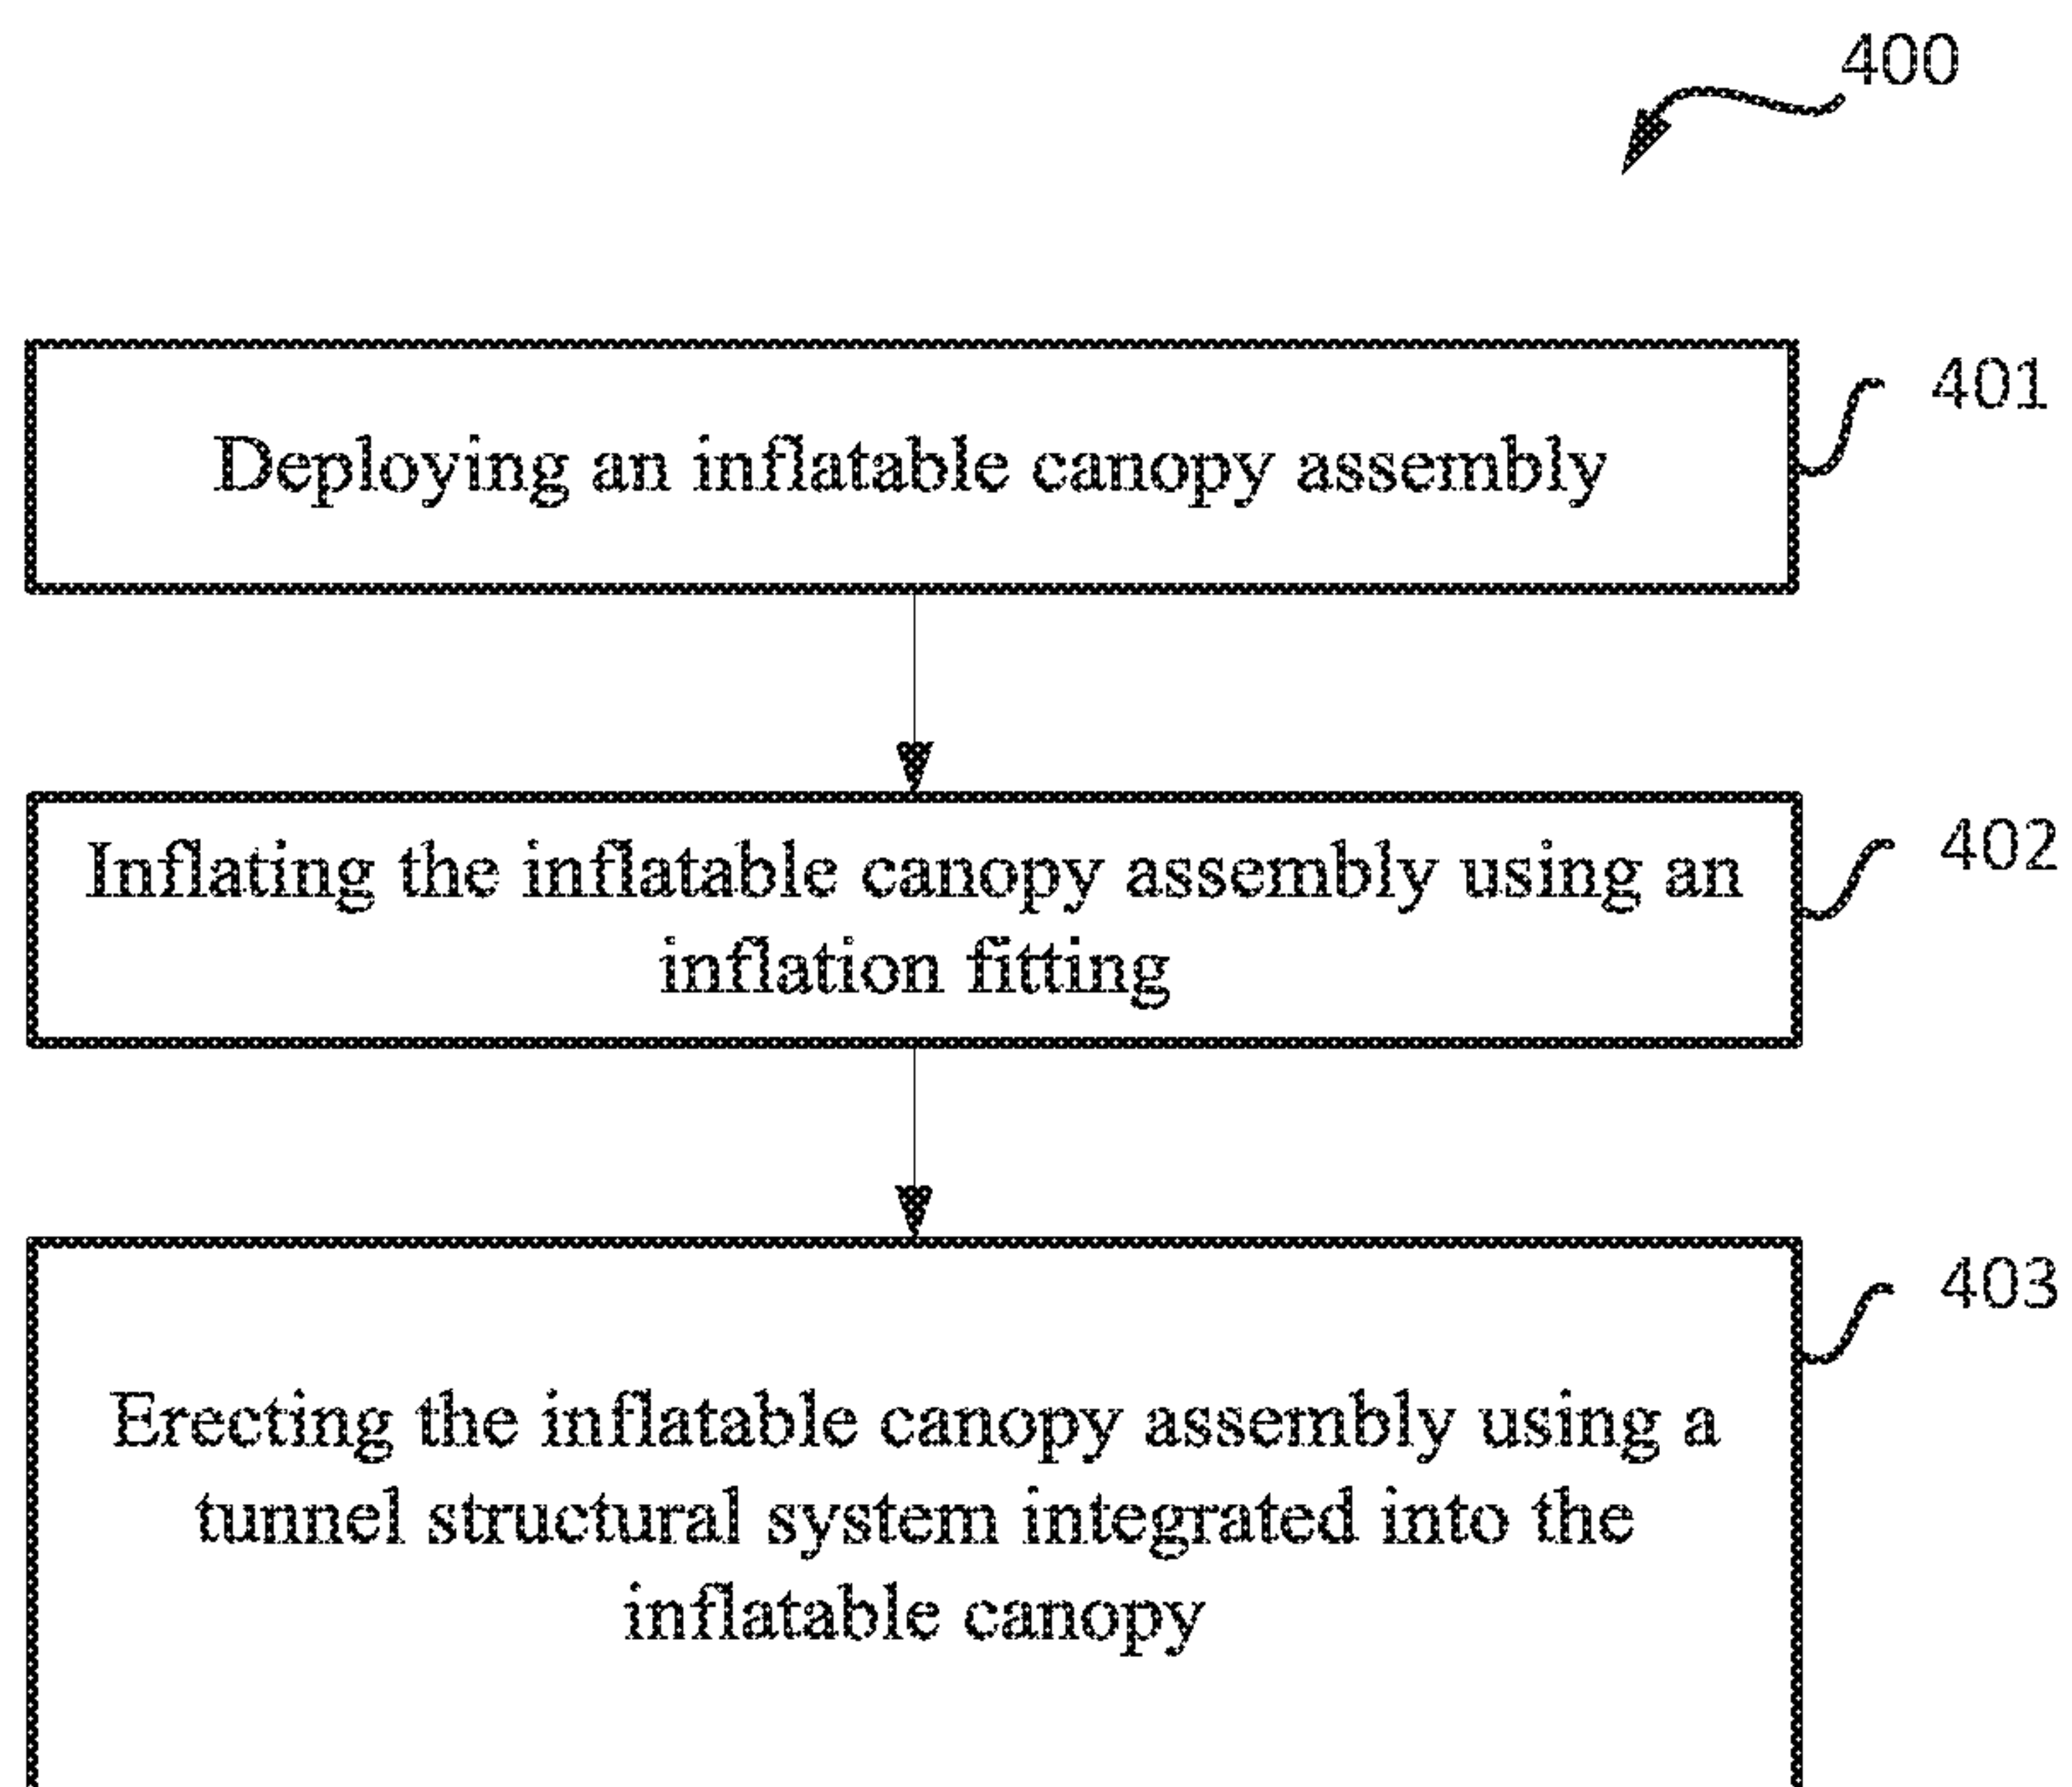 400
401
Deploying an inflatable canopy assembly
402
Inflating the inflatable canopy assembly using an
inflation fitting
403
Erecting the inflatable canopy assembly using a
tunnel structural system integrated into the
inflatable canopy